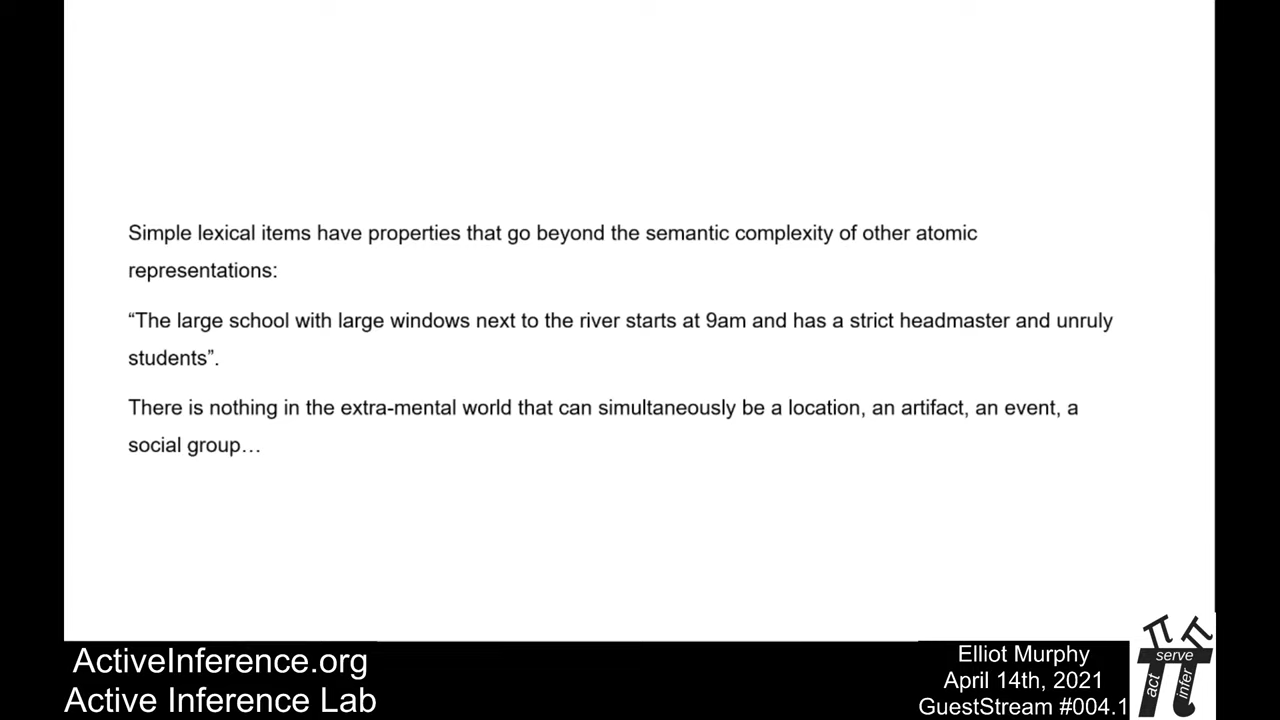 Simple lexical items have properties that go beyond the semantic complexity of other atomic
representations:
“The large school with large windows next to the river starts at 9am and has a strict headmaster and unruly
students”.
There is nothing in the extra-mental world that can simultaneously be a location, an artifact, an event, a
social group…
ActiveInference.org
Active Inference Lab
Elliot Murphy
April 14th, 2021
GuestStream #004.1
serve
act
infer